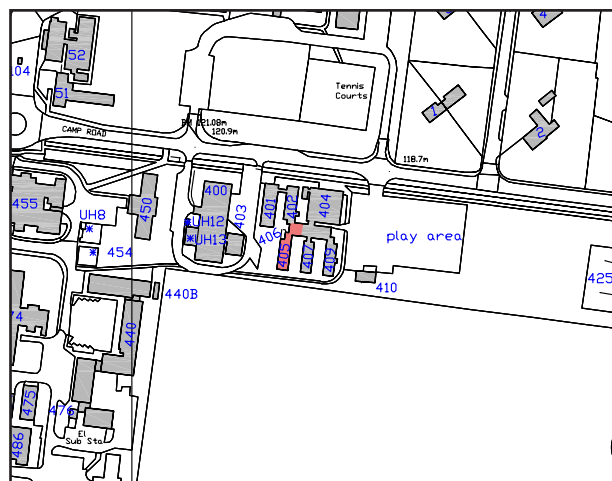 4
52
104
51
1
Tennis
Courts
2
BM 121.08m
120.9m
CAMP ROAD
118.7m
455
450
400
401
402
404
403
UH8
UH12
UH13
406
play area
454
405
407
409
410
425
440B
74
440
475
476
El
Sub Sta
486